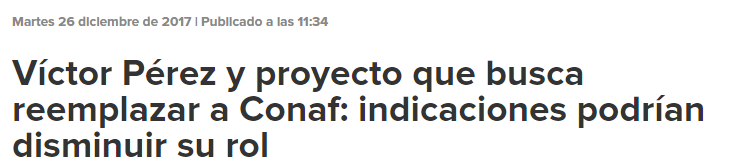 Martes 26 diciembre de 2017 | Publicado a las 11:34
Víctor Pérez y proyecto que busca
reemplazar a Conaf: indicaciones podrían
disminuir su rol